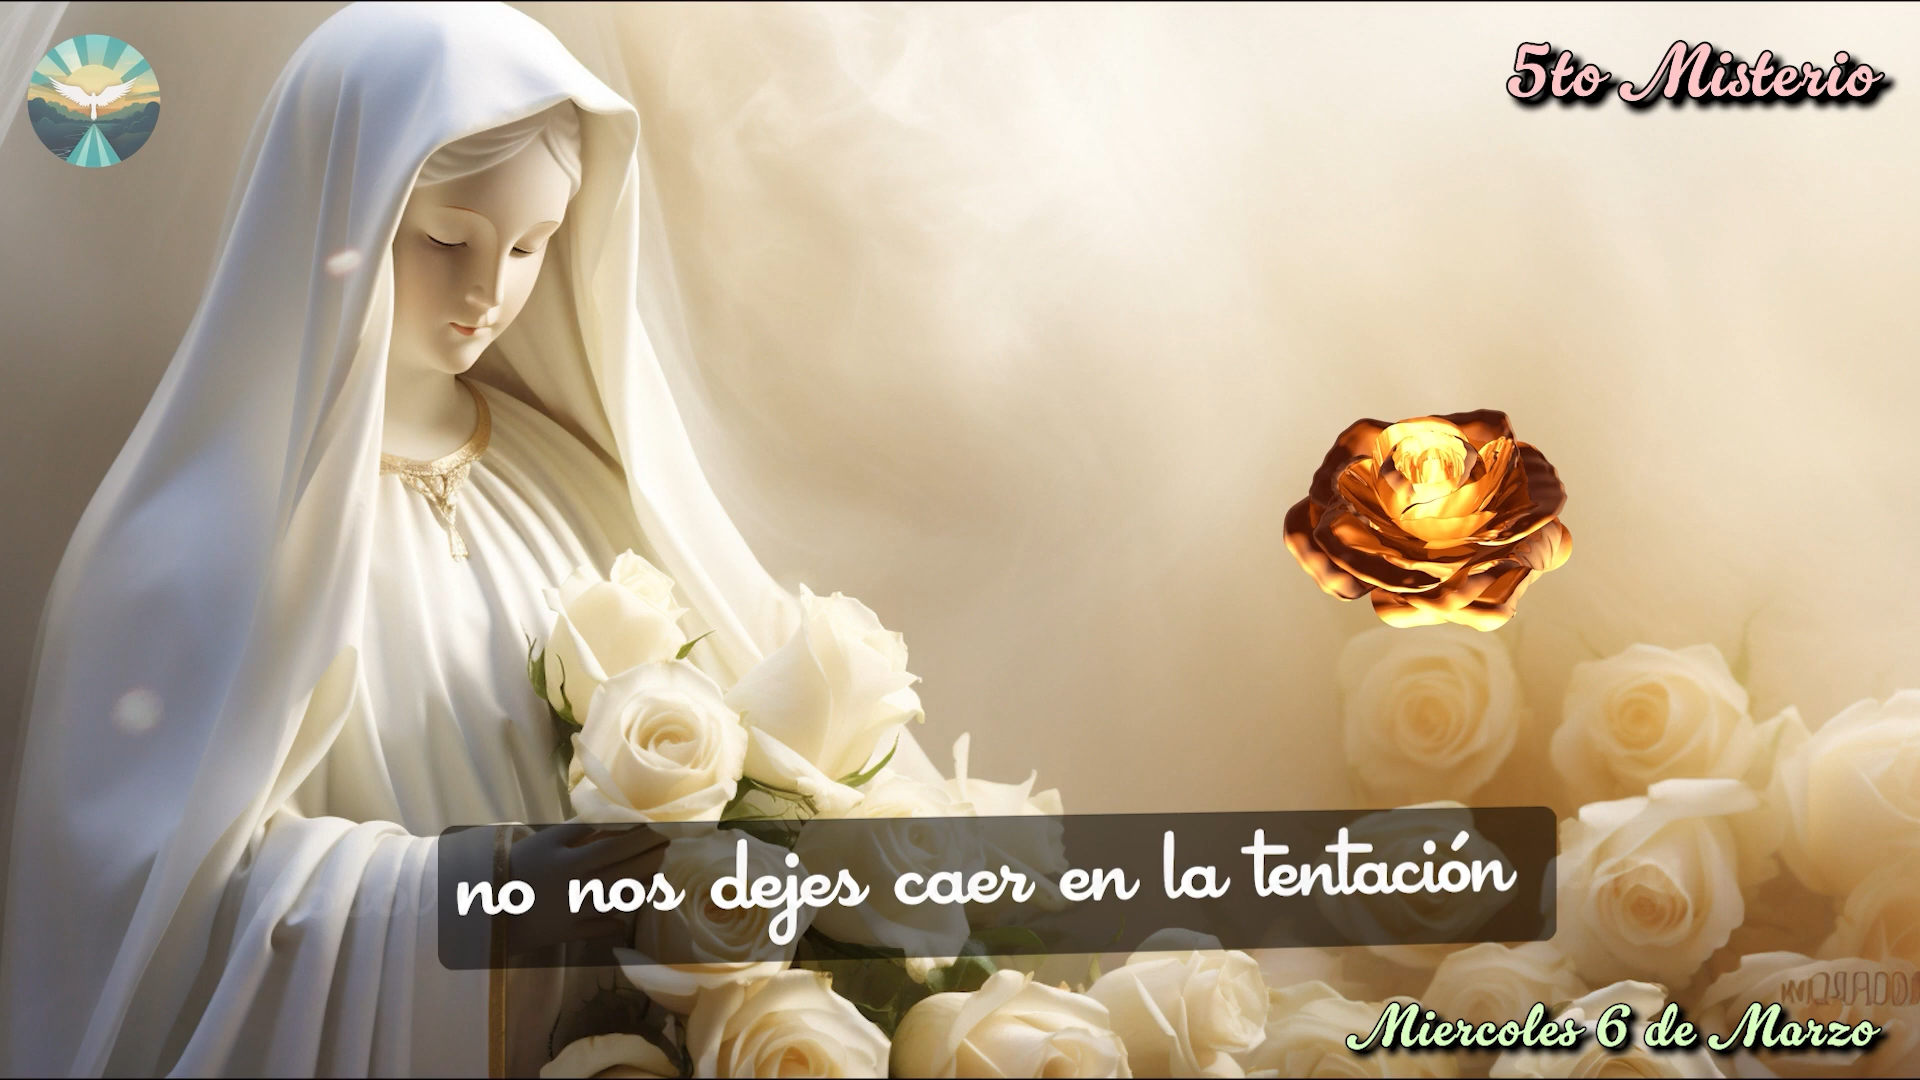 5to Misterio
no nos dejes caer en la tentación
Miercoles 6 de Marzo